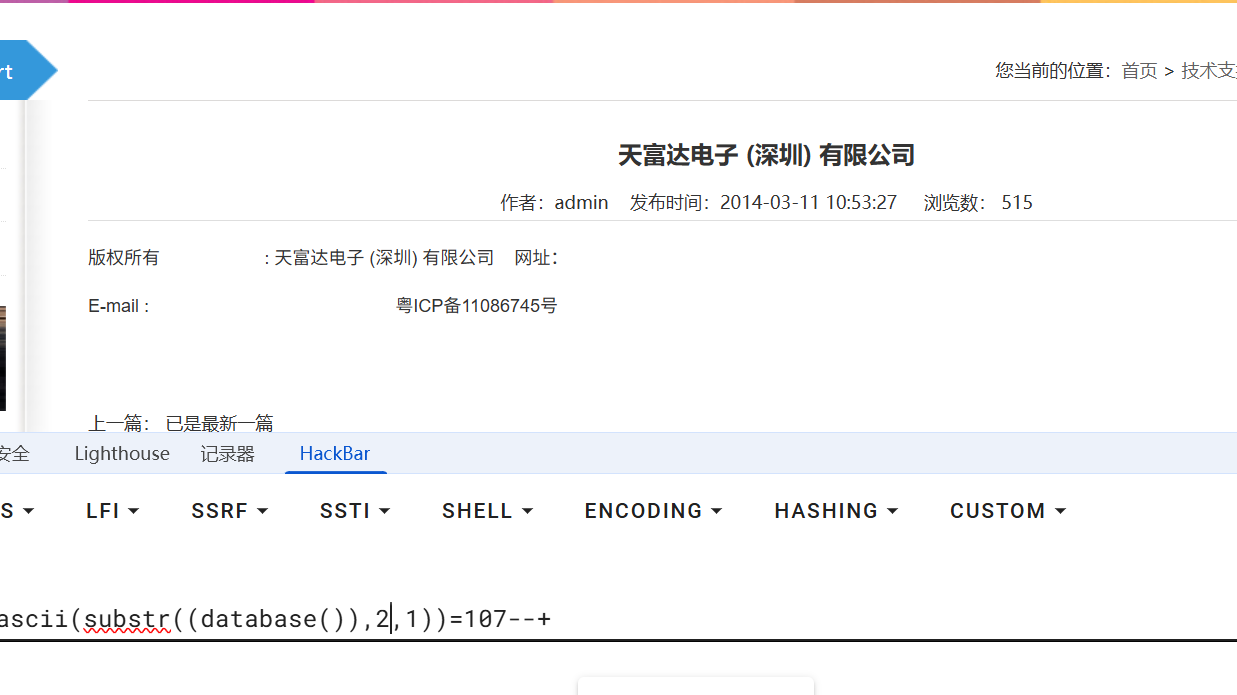 rt
您当前的位置：首页 > 技术支
天富达电子 (深圳) 有限公司
作者：admin 发布时间：2014-03-11 10:53:27 浏览数： 515
版权所有 : 天富达电子 (深圳) 有限公司 网址：
E-mail : 粤ICP备11086745号
上一篇： 已是最新一篇
安全 Lighthouse 记录器 HackBar
S LFI SSRF SSTI SHELL ENCODING HASHING CUSTOM
ascii(substr((database()),2,1))=107--+